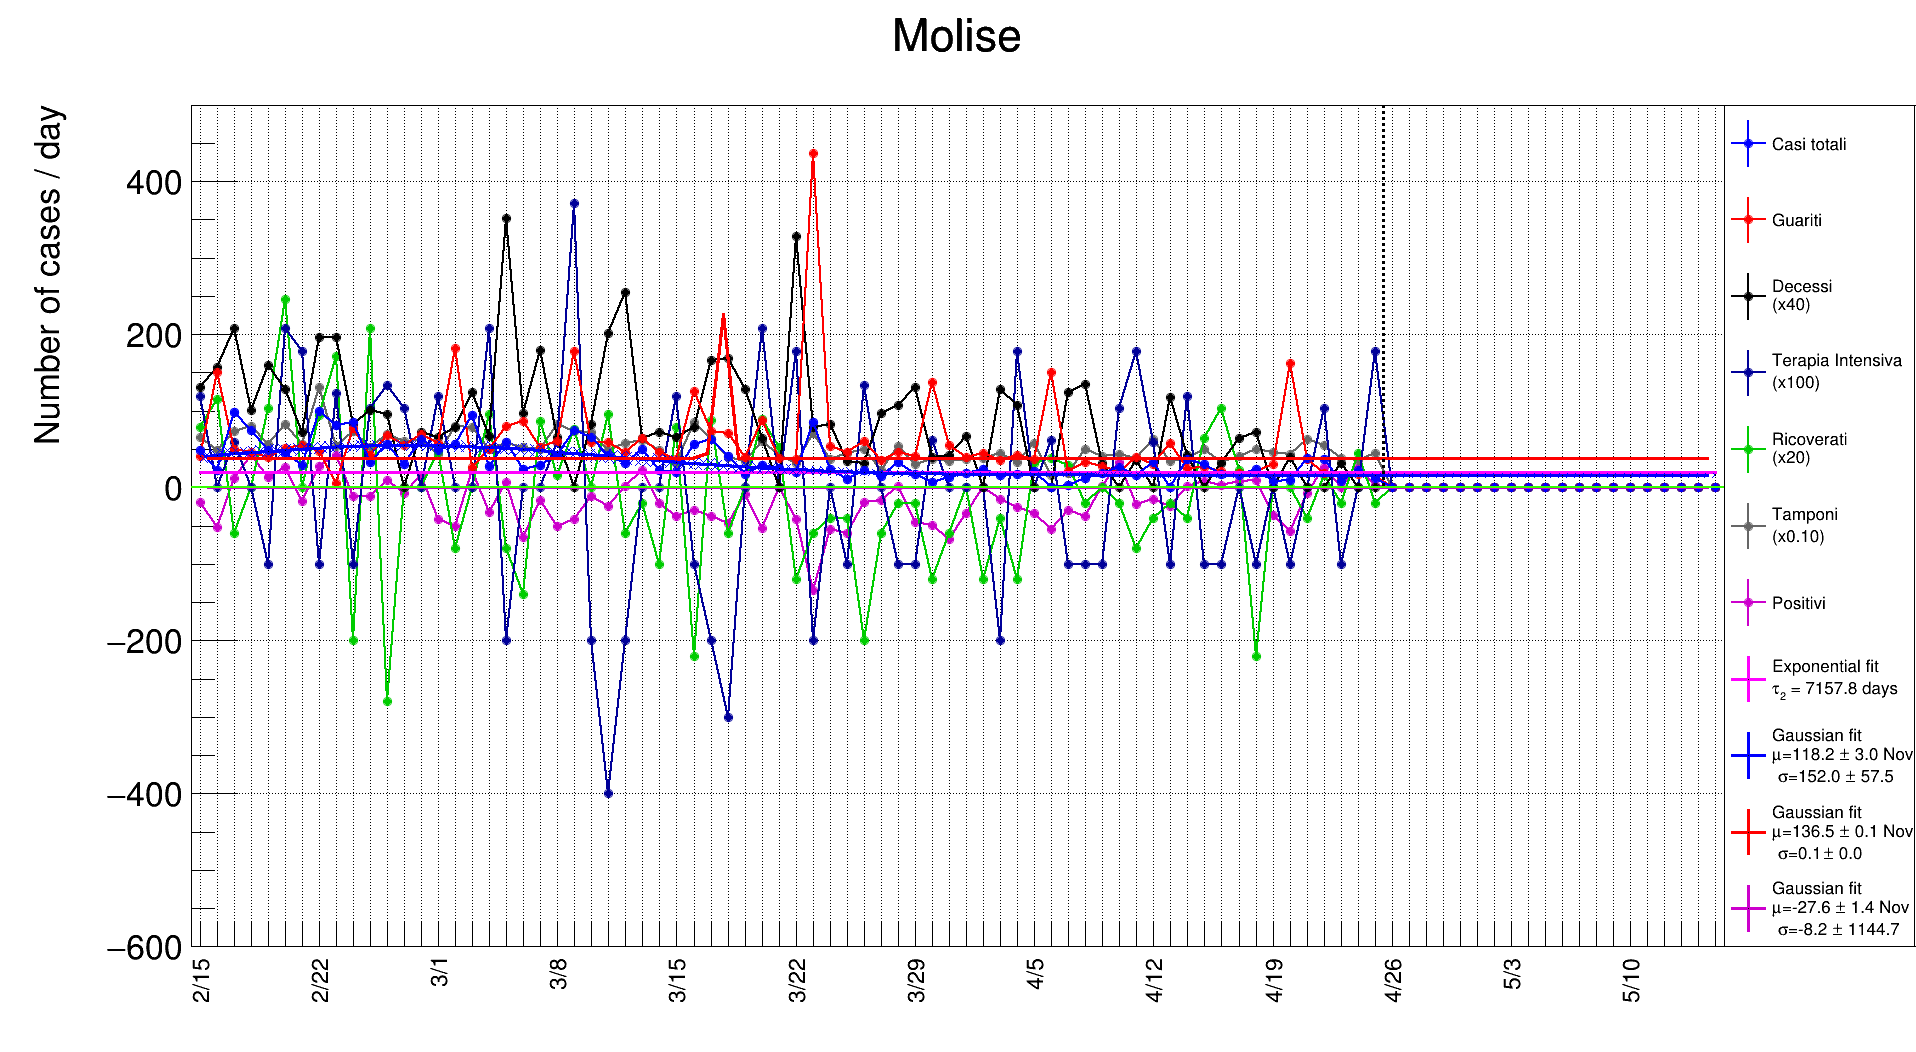 Molise
Number of cases / day
400
200
0
−200
−400
−600
2/15
2/22
3/1
3/8
3/15
3/22
3/29
4/5
4/12
4/19
4/26
5/3
5/10
Casi totali
Guariti
Decessi
(x40)
Terapia Intensiva
(x100)
Ricoverati
(x20)
Tamponi
(x0.10)
Positivi
Exponential fit
τ2 = 7157.8 days
Gaussian fit
μ=118.2 ± 3.0 Nov
σ=152.0 ± 57.5
Gaussian fit
μ=136.5 ± 0.1 Nov
σ=0.1 ± 0.0
Gaussian fit
μ=-27.6 ± 1.4 Nov
σ=-8.2 ± 1144.7